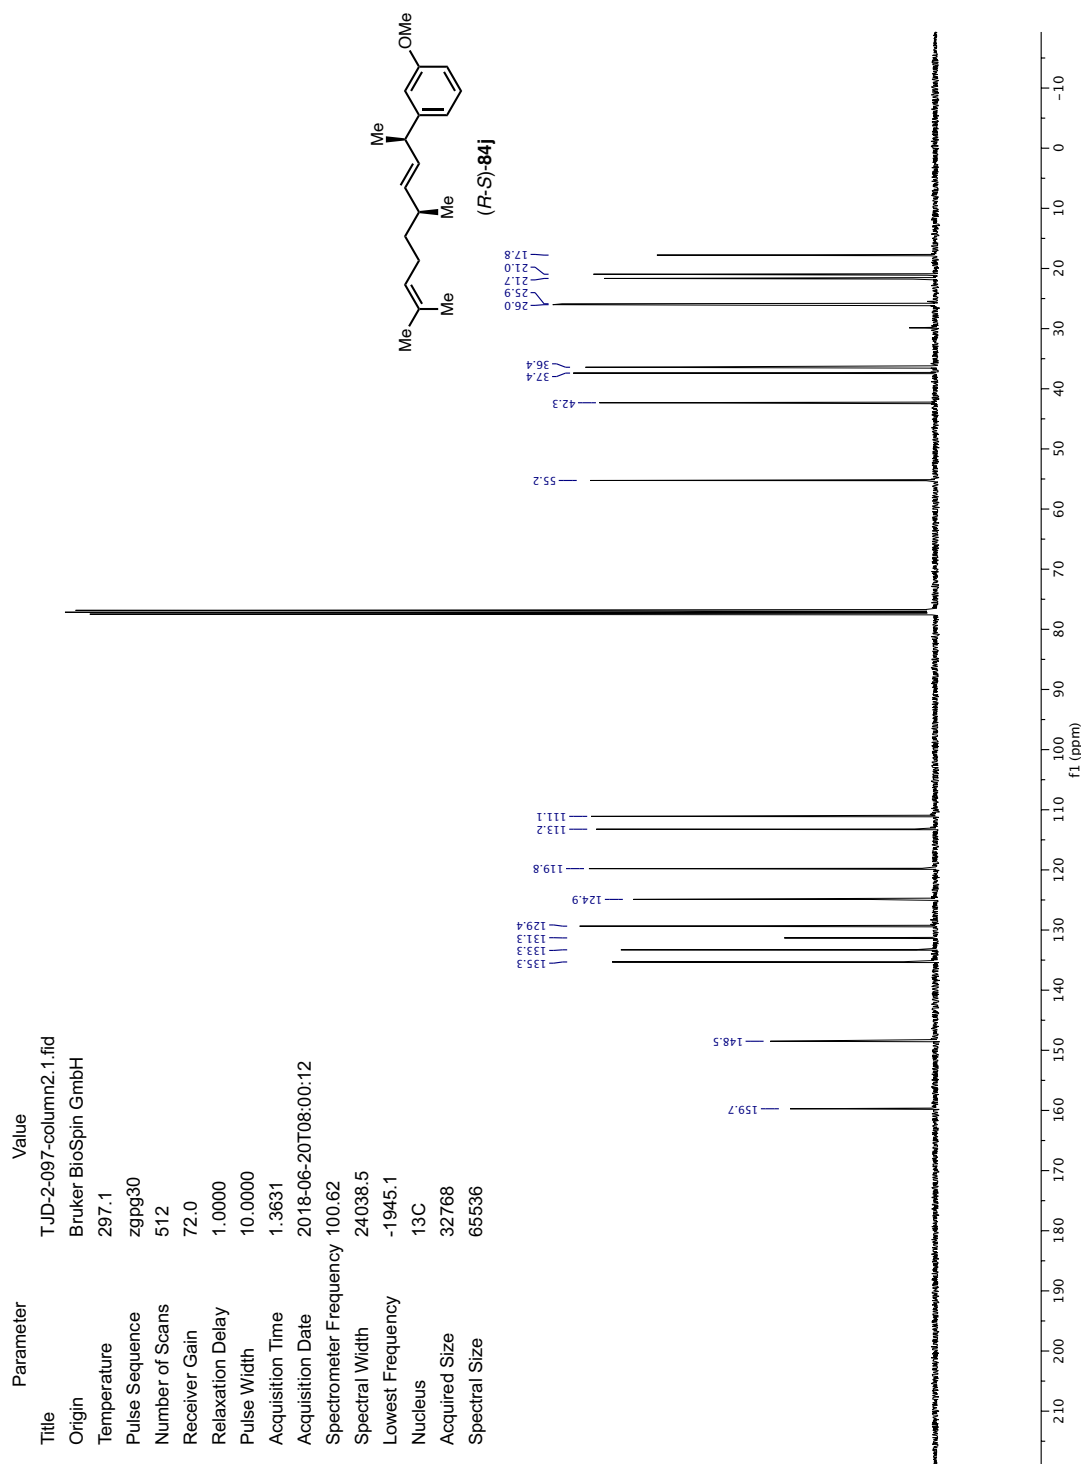 Parameter Value
Title TJD-2-097-column2.1.fid
Origin Bruker BioSpin GmbH
Temperature 297.1
Pulse Sequence zgpg30
Number of Scans 512
Receiver Gain 72.0
Relaxation Delay 1.0000
Pulse Width 10.0000
Acquisition Time 1.3631
Acquisition Date 2018-06-20T08:00:12
Spectrometer Frequency 100.62
Spectral Width 24038.5
Lowest Frequency -1945.1
Nucleus 13C
Acquired Size 32768
Spectral Size 65536
Me
Me
Me
Me
OMe
(R-S)-84j
159.7
148.5
135.3
133.3
131.3
129.4
124.9
119.8
113.2
111.1
55.2
42.3
37.4
36.4
26.0
25.9
21.7
21.0
17.8
210 200 190 180 170 160 150 140 130 120 110 100 90 80 70 60 50 40 30 20 10 0 -10
f1 (ppm)